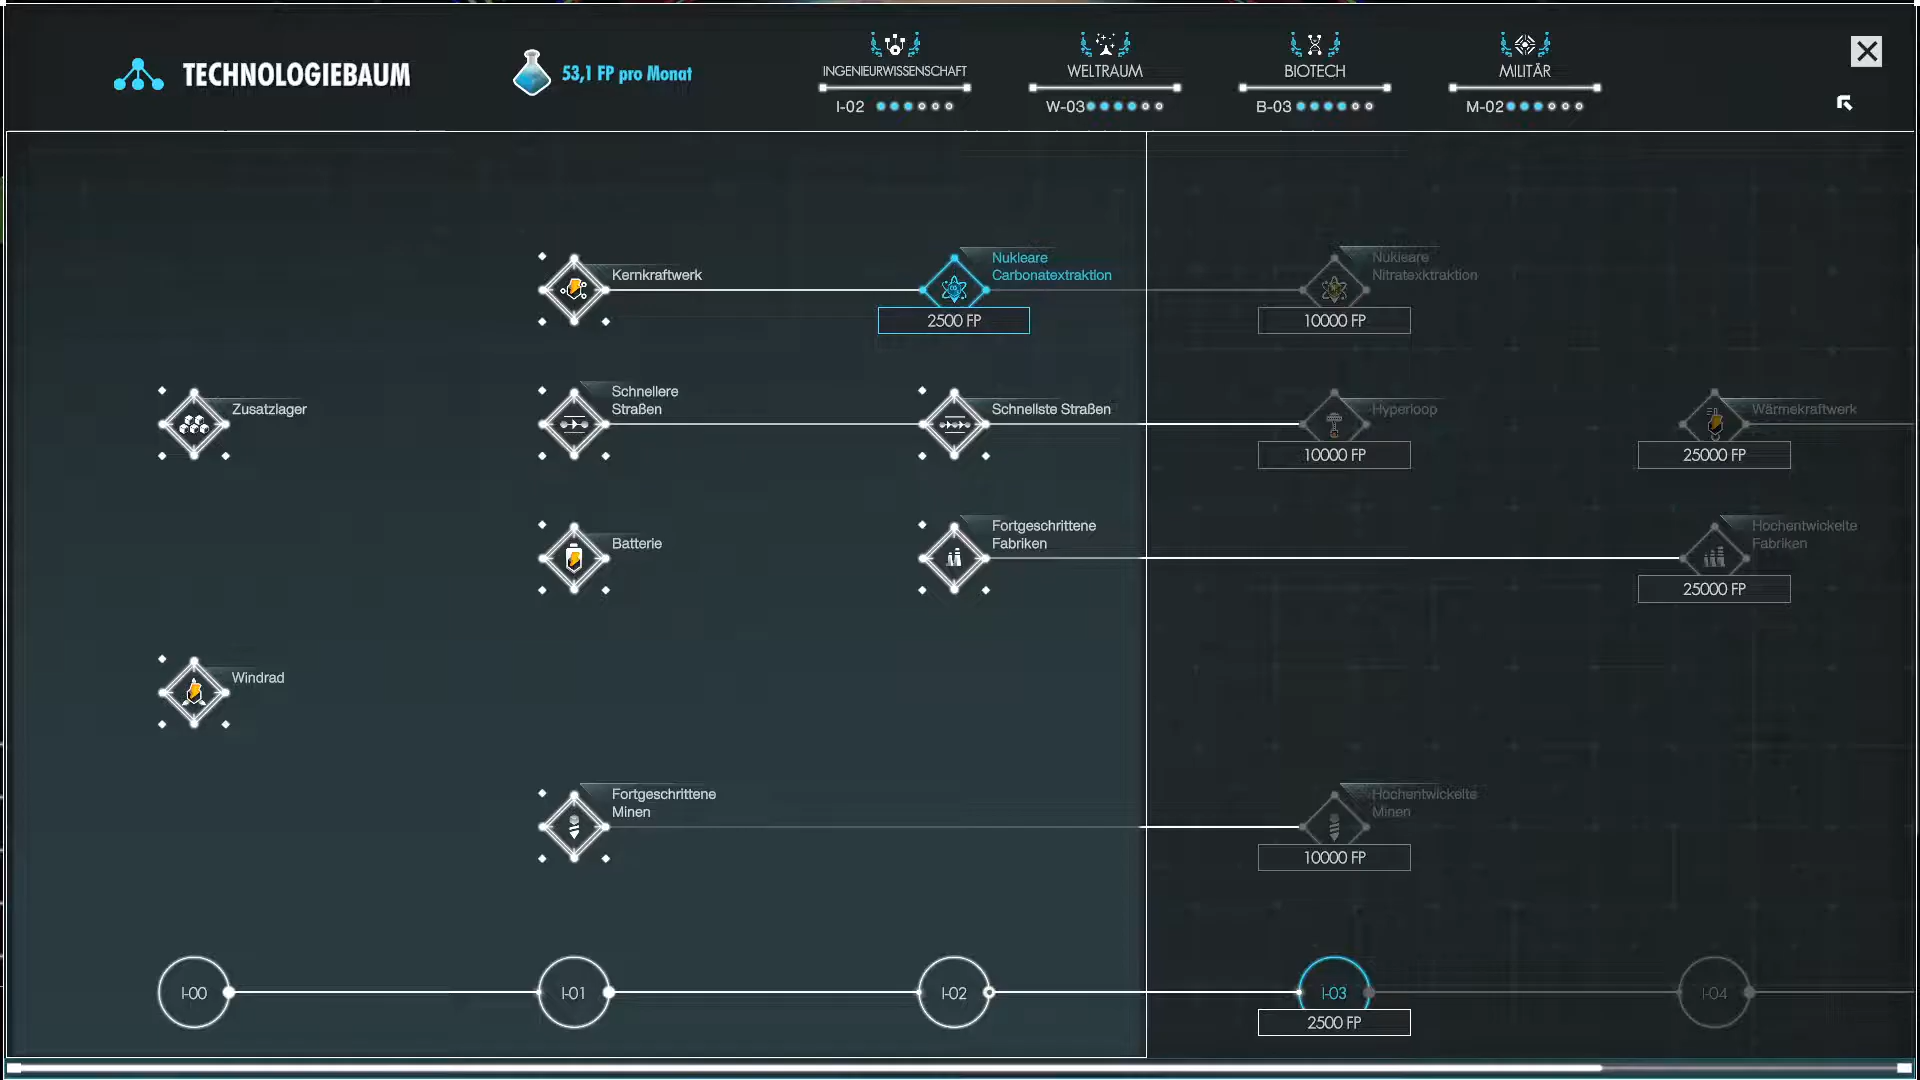 TECHNOLOGIEBAUM
53,1 FP pro Monat
INGENIEURWISSENSCHAFT
I-02
WELTRAUM
W-03
BIOTECH
B-03
MILITÄR
M-02
Kernkraftwerk
Nukleare
Carbonatextraktion
2500 FP
Nukleare
Nitratexktraktion
10000 FP
Zusatzlager
Schnellere
Straßen
Schnellste Straßen
Hyperloop
10000 FP
Wärmekraftwerk
25000 FP
Batterie
Fortgeschrittene
Fabriken
Hochentwickelte
Fabriken
25000 FP
Windrad
Fortgeschrittene
Minen
Hochentwickelte
Minen
10000 FP
I-00
I-01
I-02
I-03
2500 FP
I-04